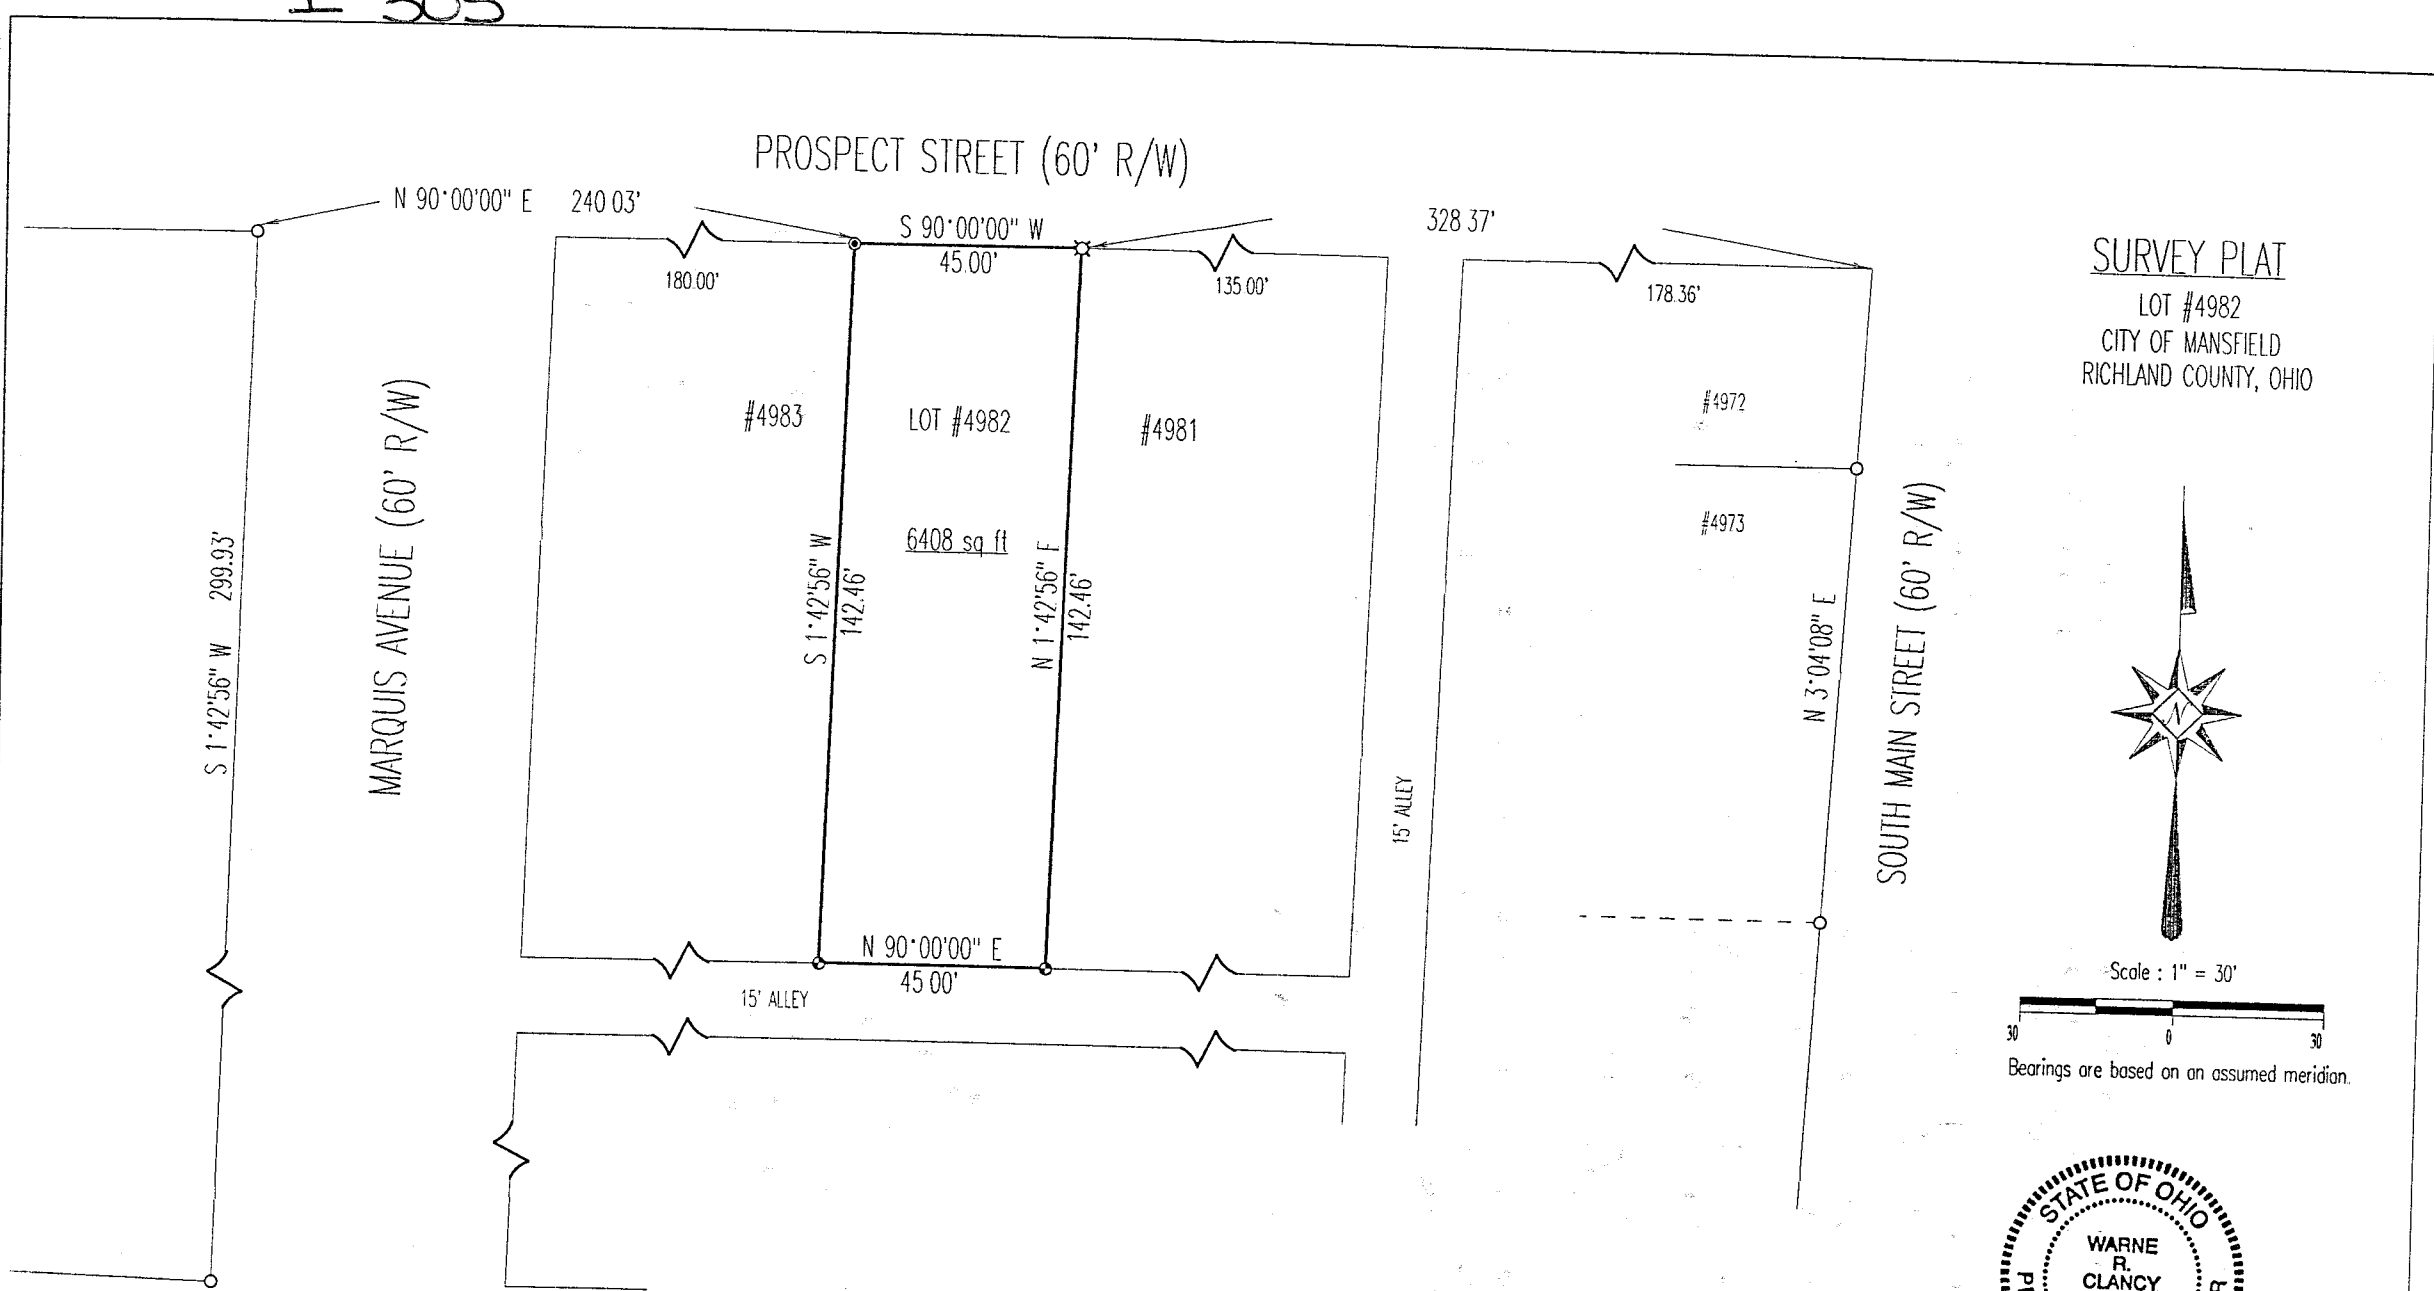 PROSPECT STREET (60' R/W)
N 90°00'00" E 240 03'
S 90°00'00" W
45.00'
328 37'
180.00'
135 00'
178.36'
SURVEY PLAT
LOT #4982
CITY OF MANSFIELD
RICHLAND COUNTY, OHIO
#4983
LOT #4982
#4981
#4972
#4973
6408 sq ft
S 1°42'56" W 299.93'
MARQUIS AVENUE (60' R/W)
S 1°42'56" W
142.46'
N 1°42'56" E
142.46'
15' ALLEY
N 3°04'08" E
SOUTH MAIN STREET (60' R/W)
N
N 90°00'00" E
45 00'
15' ALLEY
Scale : 1" = 30'
30 0 30
Bearings are based on an assumed meridian.
STATE OF OHIO
WARNE
R.
CLANCY